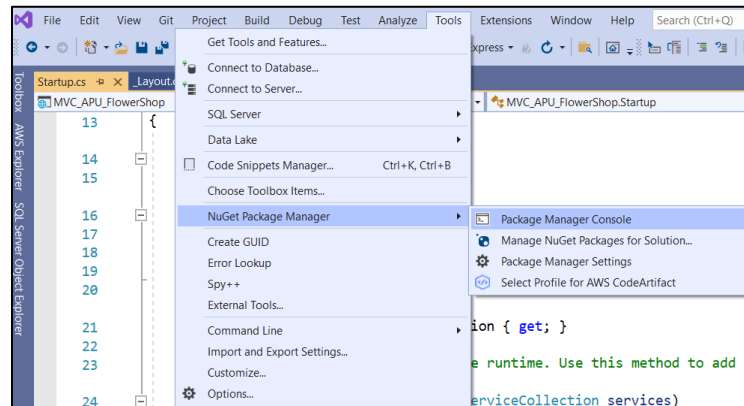 File Edit View Git Project Build Debug Test Analyze Tools Extensions Window Help Search (Ctrl+Q)
Get Tools and Features...
xpress
Connect to Database...
Startup.cs _Layout.c
Connect to Server...
MVC_APU_FlowerShop
MVC_APU_FlowerShop.Startup
SQL Server
13 {
Data Lake
14
Code Snippets Manager... Ctrl+K, Ctrl+B
15
Choose Toolbox Items...
16
NuGet Package Manager
Package Manager Console
17
Create GUID
Manage NuGet Packages for Solution...
18
Error Lookup
Package Manager Settings
19
Spy++
Select Profile for AWS CodeArtifact
20
External Tools...
21
Command Line
ion { get; }
22
Import and Export Settings...
23
e runtime. Use this method to add
Customize...
24
Options...
erviceCollection services)
Toolbox
AWS Explorer
SQL Server Object Explorer